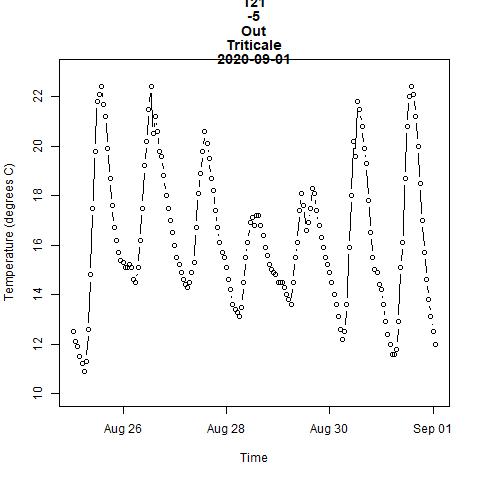 121
-5
Out
Triticale
2020-09-01
Temperature (degrees C)
22
20
18
16
14
12
10
Aug 26
Aug 28
Aug 30
Sep 01
Time